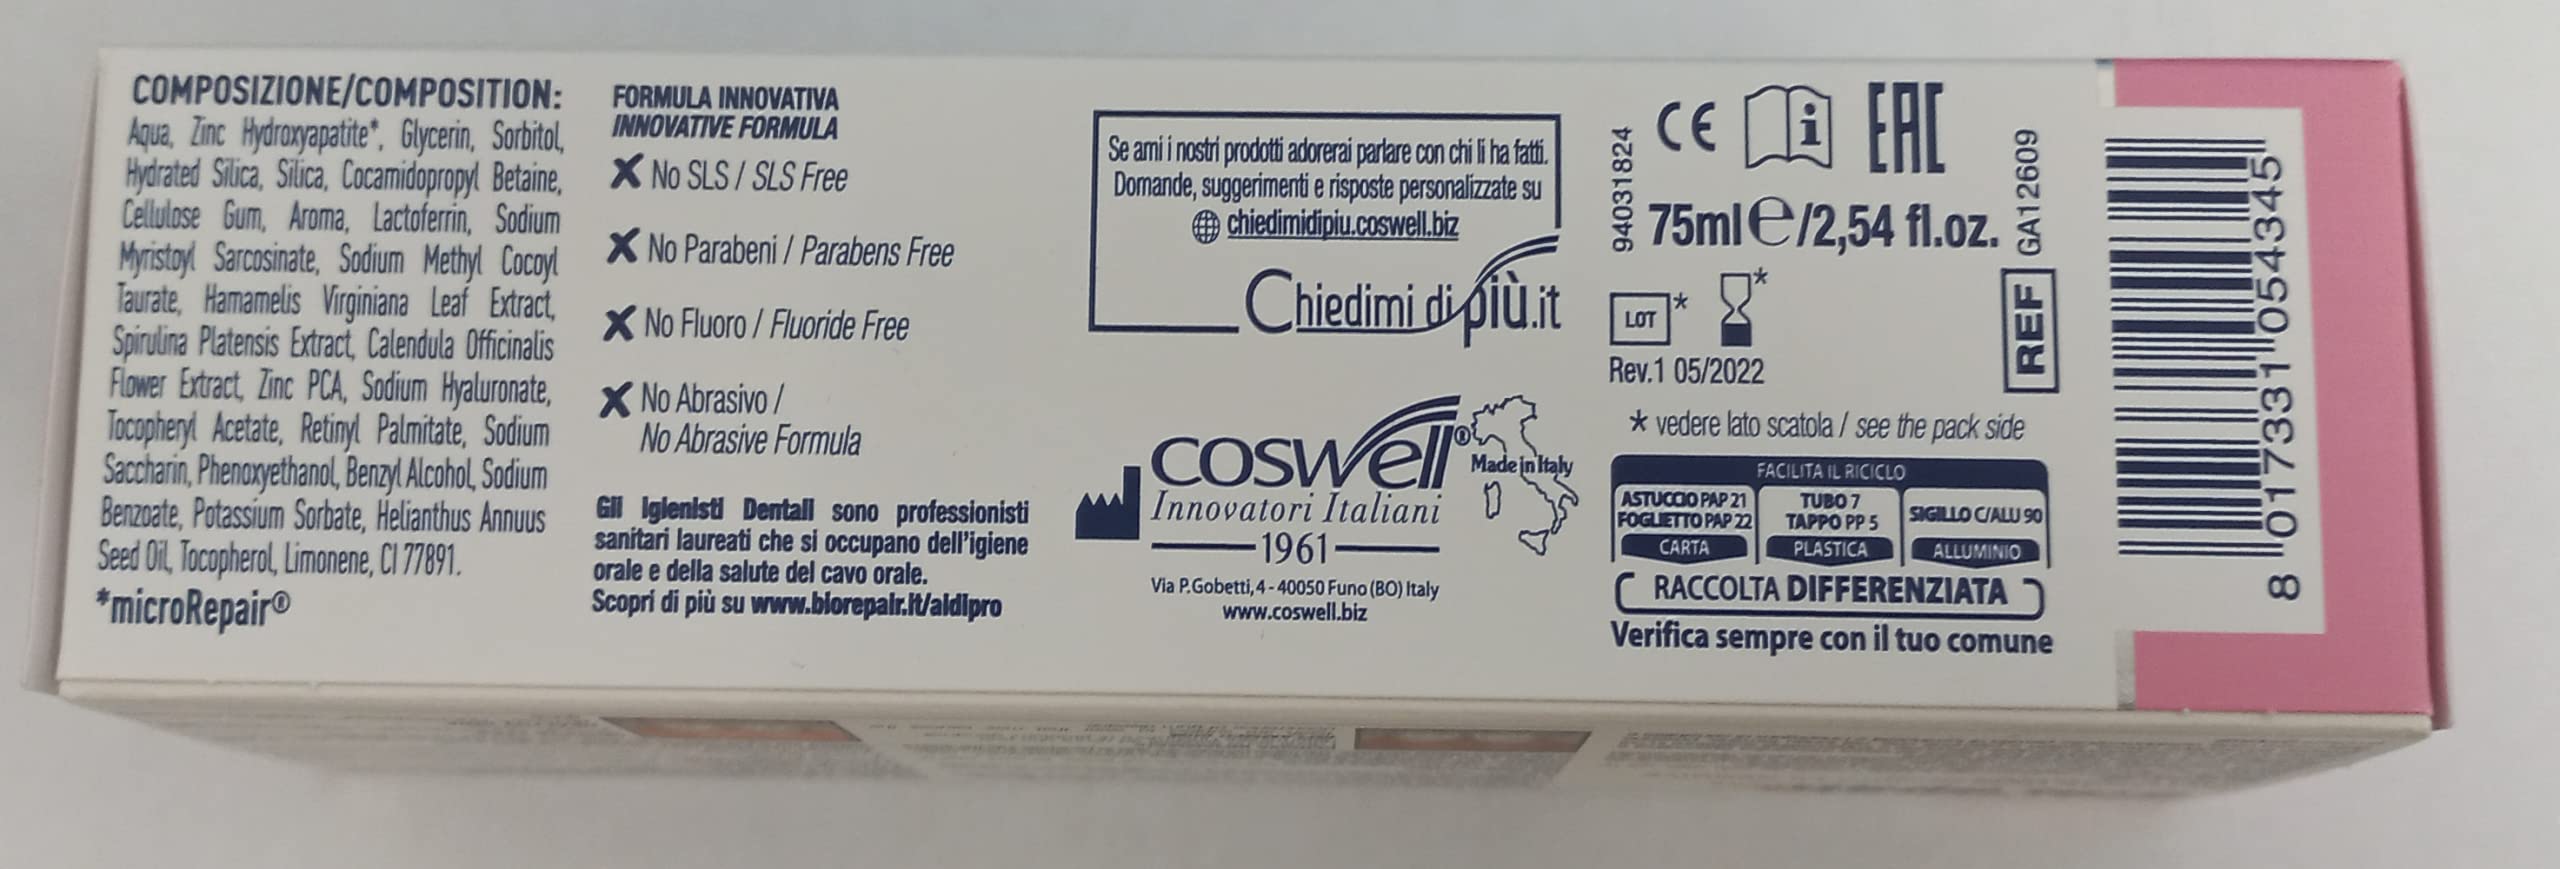 COMPOSIZIONE/COMPOSITION:
Aqua, Zinc Hydroxyapatite*, Glycerin, Sorbitol,
Hydrated Silica, Silica, Cocamidopropyl Betaine,
Cellulose Gum, Aroma, Lactoferrin, Sodium
Myristoyl Sarcosinate, Sodium Methyl Cocoyl
Taurate, Hamamelis Virginiana Leaf Extract,
Spirulina Platensis Extract, Calendula Officinalis
Flower Extract, Zinc PCA, Sodium Hyaluronate,
Tocopheryl Acetate, Retinyl Palmitate, Sodium
Saccharin, Phenoxyethanol, Benzyl Alcohol, Sodium
Benzoate, Potassium Sorbate, Helianthus Annuus
Seed Oil, Tocopherol, Limonene, CI 77891.
*microRepair®
FORMULA INNOVATIVA
INNOVATIVE FORMULA
No SLS / SLS Free
No Parabeni / Parabens Free
No Fluoro / Fluoride Free
No Abrasivo /
No Abrasive Formula
Gli Igienisti Dentali sono professionisti
sanitari laureati che si occupano dell'igiene
orale e della salute del cavo orale.
Scopri di più su www.biorepair.it/aidipro
Se ami i nostri prodotti adorerai parlare con chi li ha fatti.
Domande, suggerimenti e risposte personalizzate su
chiedimidipiu.coswell.biz
Chiedimi di più.it
coswell®
Innovatori Italiani
1961
Made in Italy
Via P.Gobetti,4 - 40050 Funo (BO) Italy
www.coswell.biz
94031824
CE i EAC
75ml e/2,54 fl.oz.
GA12609
REF
LOT* *
Rev.1 05/2022
* vedere lato scatola / see the pack side
FACILITA IL RICICLO
ASTUCCIO PAP 21
FOGLIETTO PAP 22
CARTA
TUBO 7
TAPPO PP 5
PLASTICA
SIGILLO C/ALU 90
ALLUMINIO
RACCOLTA DIFFERENZIATA
Verifica sempre con il tuo comune
8 017331 054345